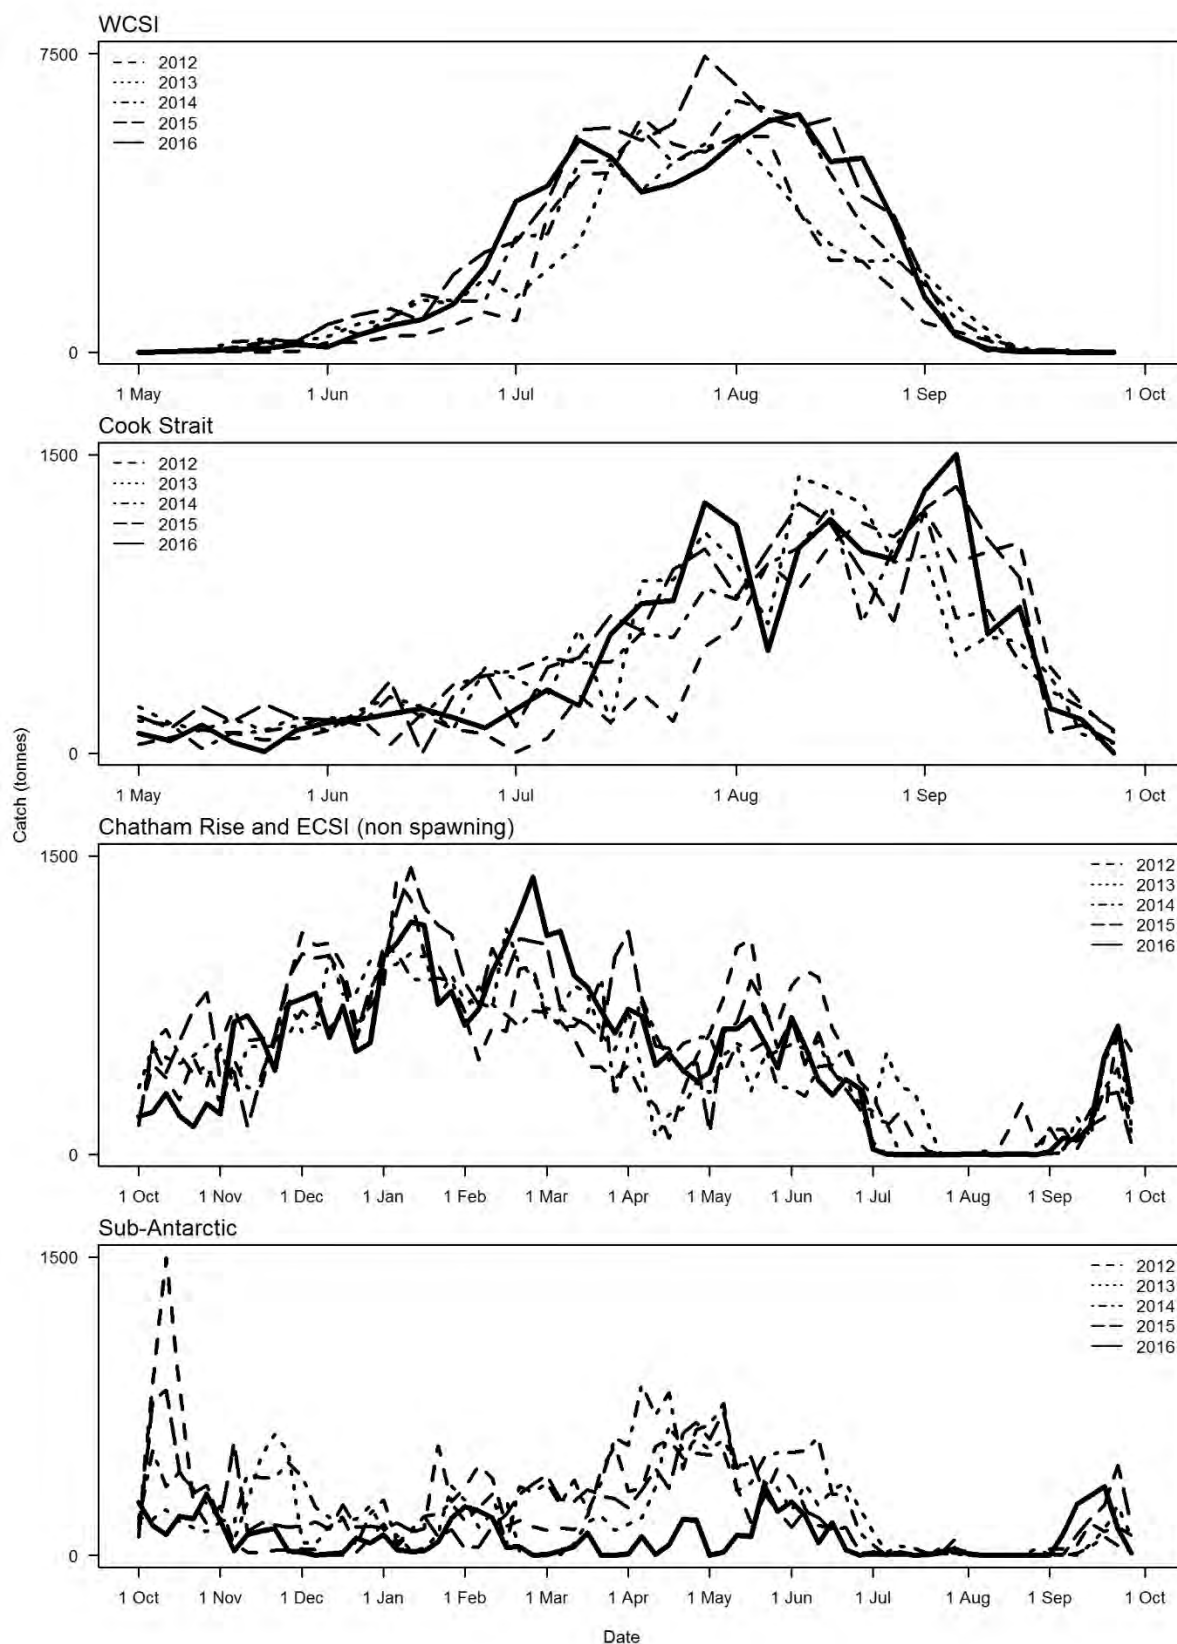 WCSI
7500
2012
2013
2014
2015
2016
0
1 May 1 Jun 1 Jul 1 Aug 1 Sep 1 Oct
Cook Strait
1500
2012
2013
2014
2015
2016
0
1 May 1 Jun 1 Jul 1 Aug 1 Sep 1 Oct
Catch (tonnes)
Chatham Rise and ECSI (non spawning)
1500
2012
2013
2014
2015
2016
0
1 Oct 1 Nov 1 Dec 1 Jan 1 Feb 1 Mar 1 Apr 1 May 1 Jun 1 Jul 1 Aug 1 Sep 1 Oct
Sub-Antarctic
1500
2012
2013
2014
2015
2016
0
1 Oct 1 Nov 1 Dec 1 Jan 1 Feb 1 Mar 1 Apr 1 May 1 Jun 1 Jul 1 Aug 1 Sep 1 Oct
Date